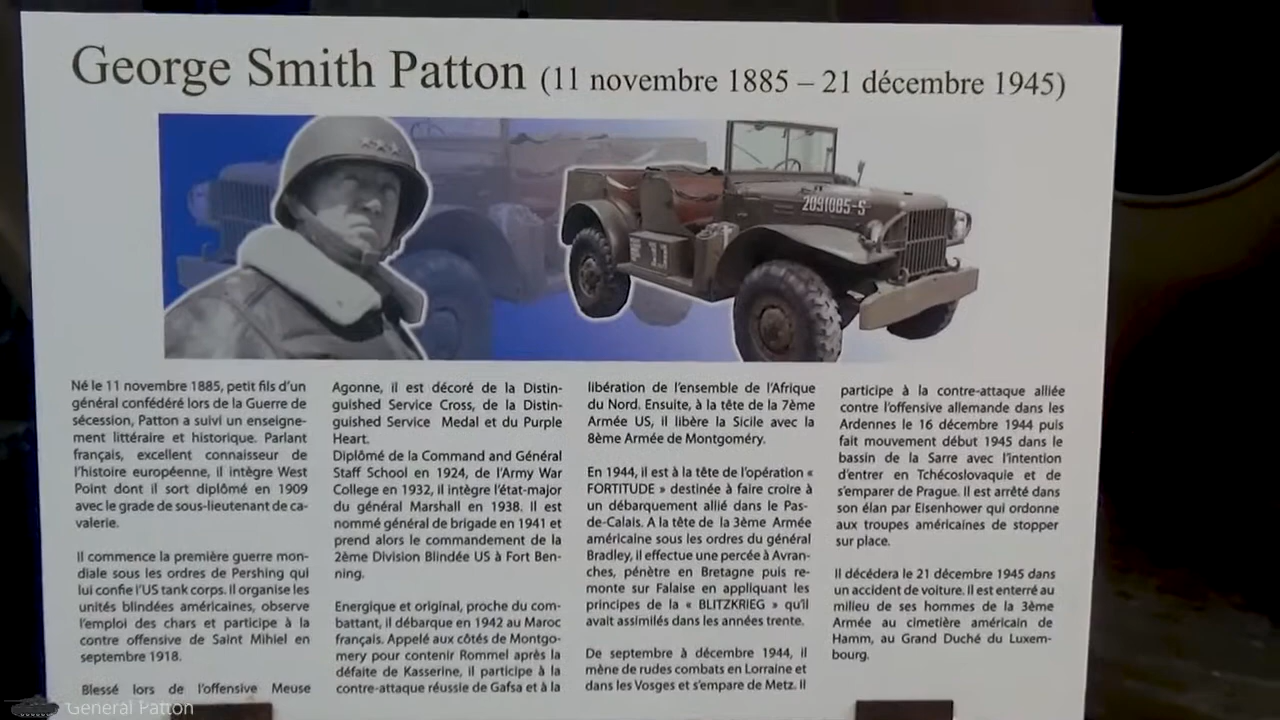 George Smith Patton (11 novembre 1885 – 21 décembre 1945)
2091085-S
Né le 11 novembre 1885, petit fils d'un
général confédéré lors de la Guerre de
sécession, Patton a suivi un enseigne-
ment littéraire et historique. Parlant
français, excellent connaisseur de
l'histoire européenne, il intègre West
Point dont il sort diplômé en 1909
avec le grade de sous-lieutenant de ca-
valerie.
Il commence la première guerre mon-
diale sous les ordres de Pershing qui
lui confie l'US tank corps. Il organise les
unités blindées américaines, observe
l'emploi des chars et participe à la
contre offensive de Saint Mihiel en
septembre 1918.
Blessé lors de l'offensive Meuse
Agonne, il est décoré de la Distin-
guished Service Cross, de la Distin-
guished Service Medal et du Purple
Heart.
Diplômé de la Command and Général
Staff School en 1924, de l'Army War
College en 1932, il intègre l'état-major
du général Marshall en 1938. Il est
nommé général de brigade en 1941 et
prend alors le commandement de la
2ème Division Blindée US à Fort Ben-
ning.
Energique et original, proche du com-
battant, il débarque en 1942 au Maroc
français. Appelé aux côtés de Montgo-
mery pour contenir Rommel après la
défaite de Kasserine, il participe à la
contre-attaque réussie de Gafsa et à la
libération de l'ensemble de l'Afrique
du Nord. Ensuite, à la tête de la 7ème
Armée US, il libère la Sicile avec la
8ème Armée de Montgoméry.
En 1944, il est à la tête de l'opération «
FORTITUDE » destinée à faire croire à
un débarquement allié dans le Pas-
de-Calais. A la tête de la 3ème Armée
américaine sous les ordres du général
Bradley, il effectue une percée à Avran-
ches, pénètre en Bretagne puis re-
monte sur Falaise en appliquant les
principes de la « BLITZKRIEG » qu'il
avait assimilés dans les années trente.
De septembre à décembre 1944, il
mène de rudes combats en Lorraine et
dans les Vosges et s'empare de Metz. Il
participe à la contre-attaque alliée
contre l'offensive allemande dans les
Ardennes le 16 décembre 1944 puis
fait mouvement début 1945 dans le
bassin de la Sarre avec l'intention
d'entrer en Tchécoslovaquie et de
s'emparer de Prague. Il est arrêté dans
son élan par Eisenhower qui ordonne
aux troupes américaines de stopper
sur place.
Il décédera le 21 décembre 1945 dans
un accident de voiture. Il est enterré au
milieu de ses hommes de la 3ème
Armée au cimetière américain de
Hamm, au Grand Duché du Luxem-
bourg.
General Patton